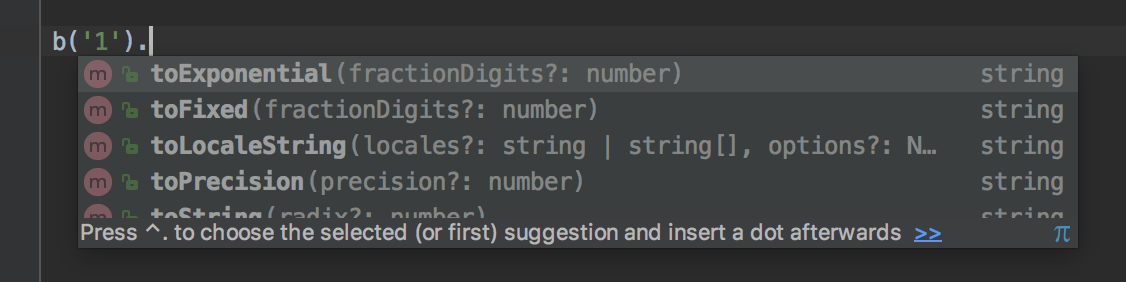 b('1').
m toExponential(fractionDigits?: number) string
m toFixed(fractionDigits?: number) string
m toLocaleString(locales?: string | string[], options?: N… string
m toPrecision(precision?: number) string
m toString(radix?: number) string
Press ^. to choose the selected (or first) suggestion and insert a dot afterwards >> π